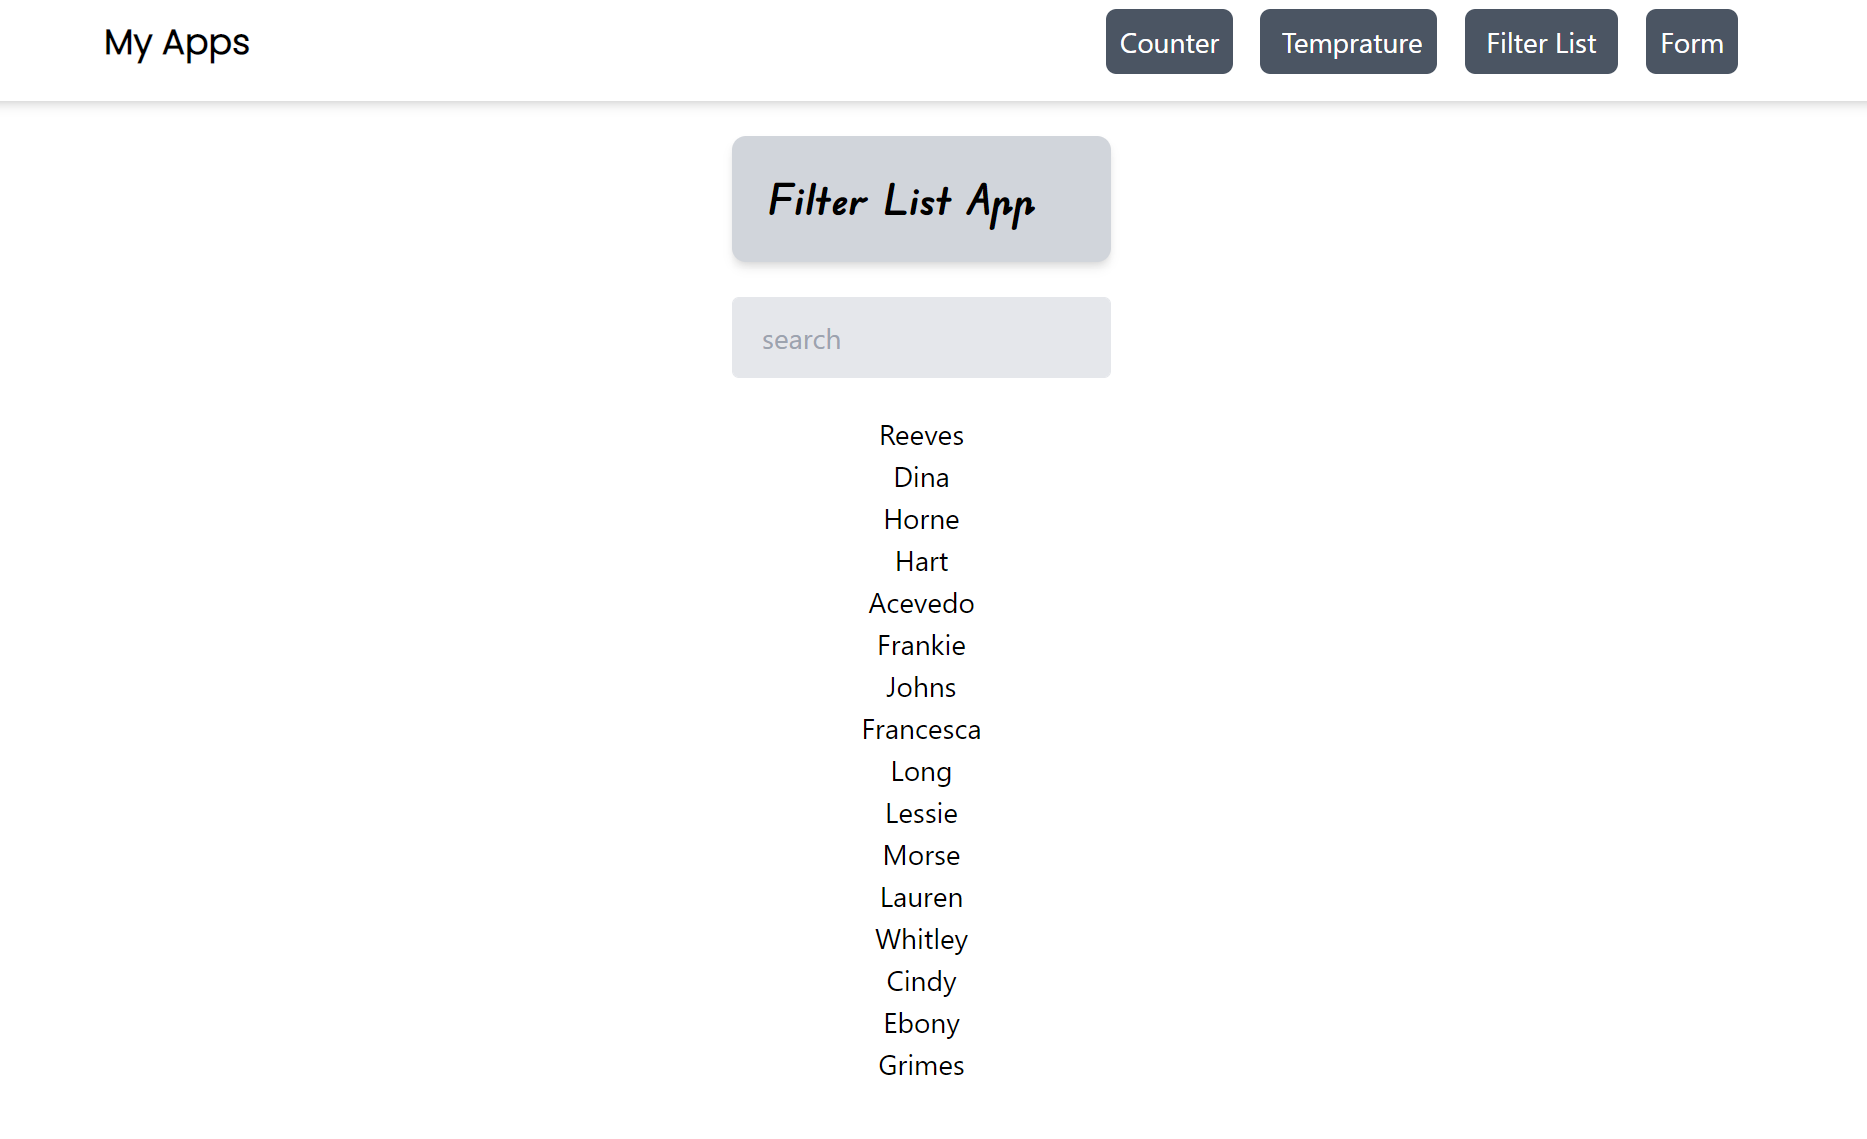 My Apps
Counter Temprature Filter List Form
Filter List App
search
Reeves
Dina
Horne
Hart
Acevedo
Frankie
Johns
Francesca
Long
Lessie
Morse
Lauren
Whitley
Cindy
Ebony
Grimes